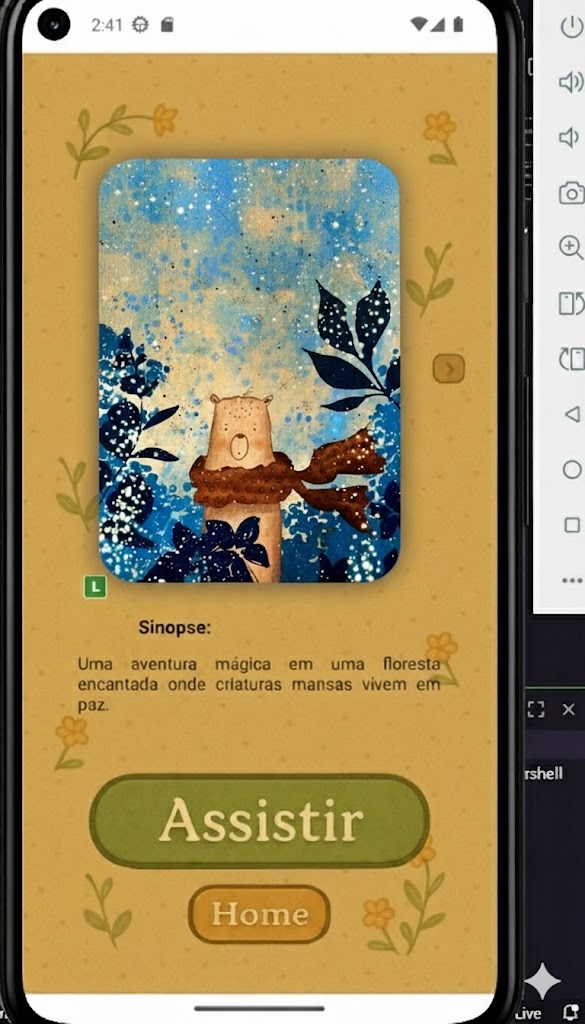 2:41
L
Sinopse:
Uma aventura mágica em uma floresta
encantada onde criaturas mansas vivem em
paz.
Assistir
Home
rshell
Live